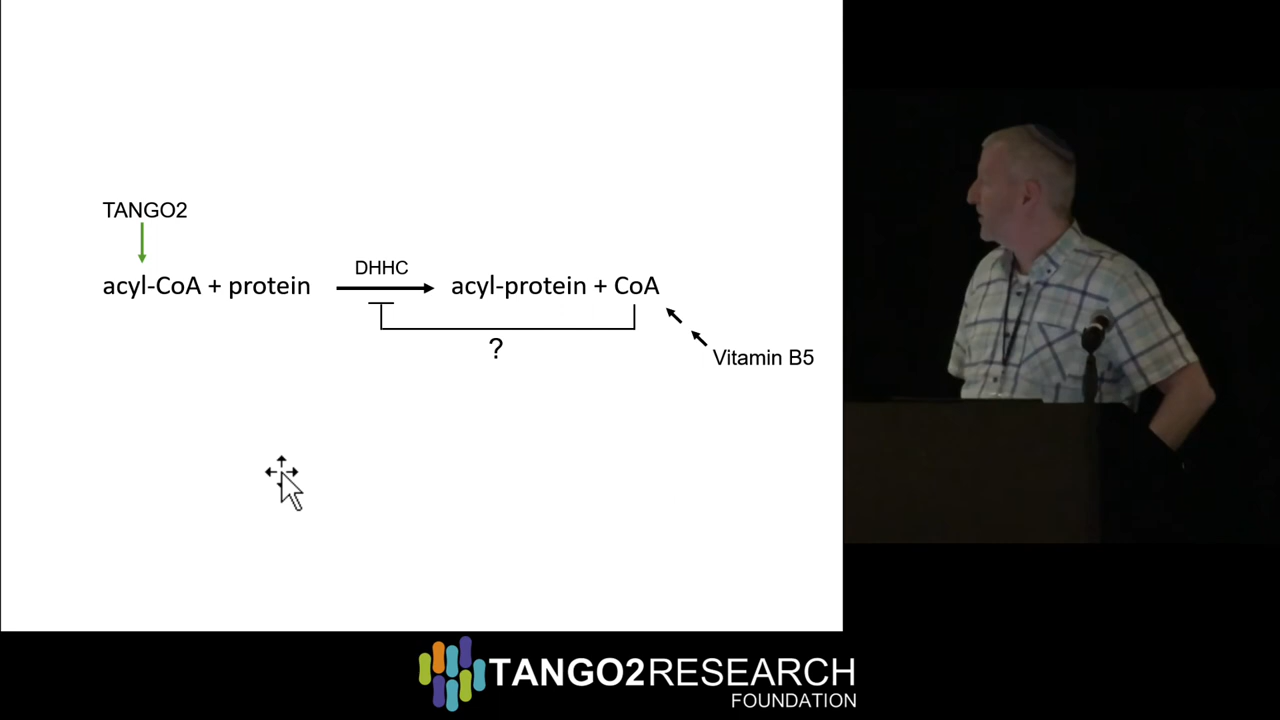 TANGO2
acyl-CoA + protein
DHHC
acyl-protein + CoA
?
Vitamin B5
TANGO2RESEARCH
FOUNDATION